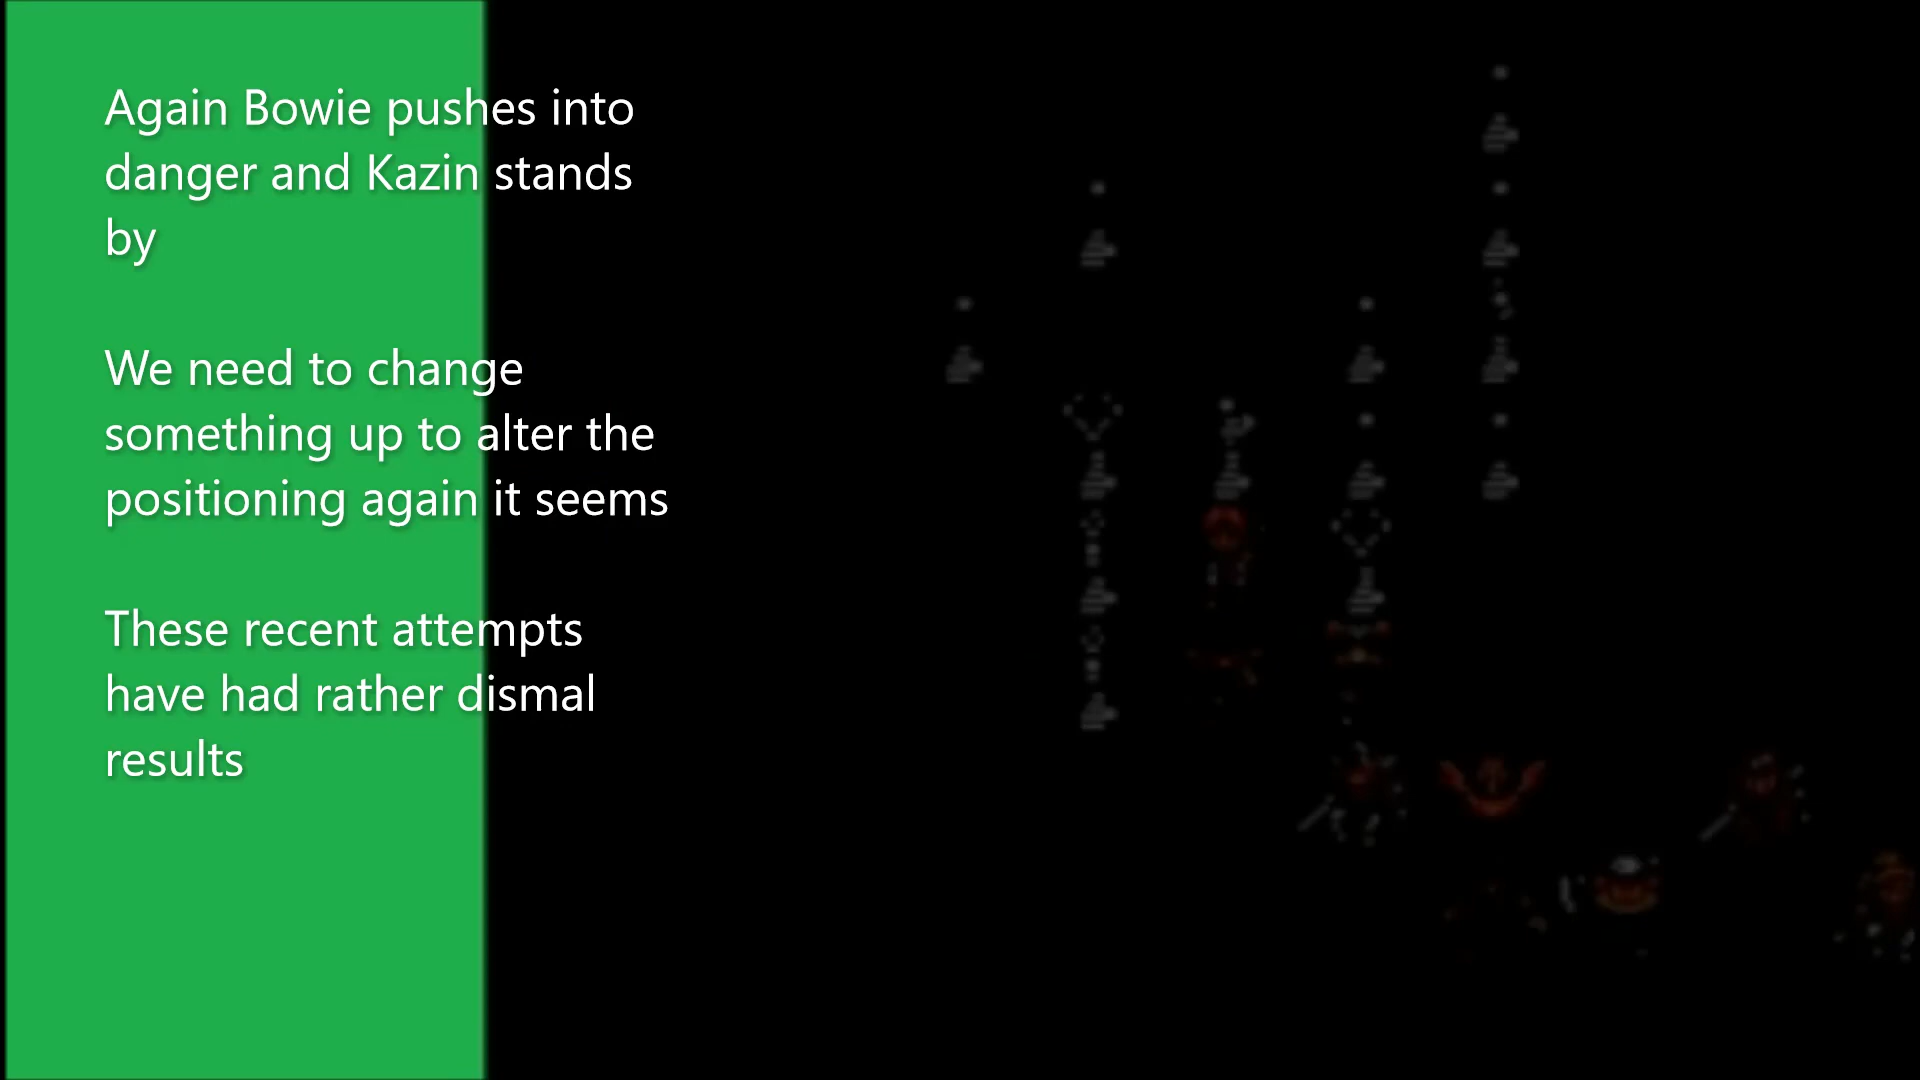 Again Bowie pushes into
danger and Kazin stands
by
We need to change
something up to alter the
positioning again it seems
These recent attempts
have had rather dismal
results